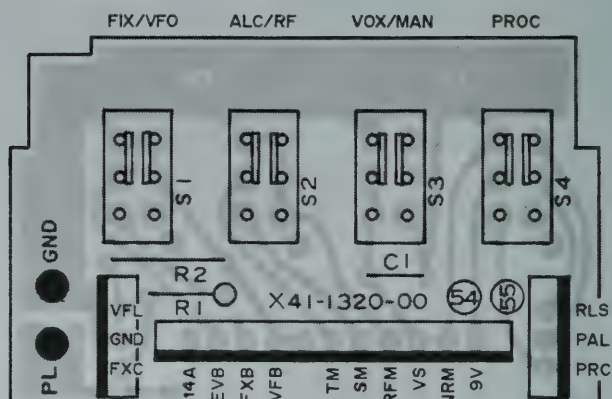 FIX/VFO ALC/RF VOX/MAN PROC
S1 S2 S3 S4
GND
R2 C1
R1 X41-1320-00 54 55
VFL RLS
GND PAL
FXC PRC
PL
14A EVB FXB VFB TM SM RFM VS NRM 9V